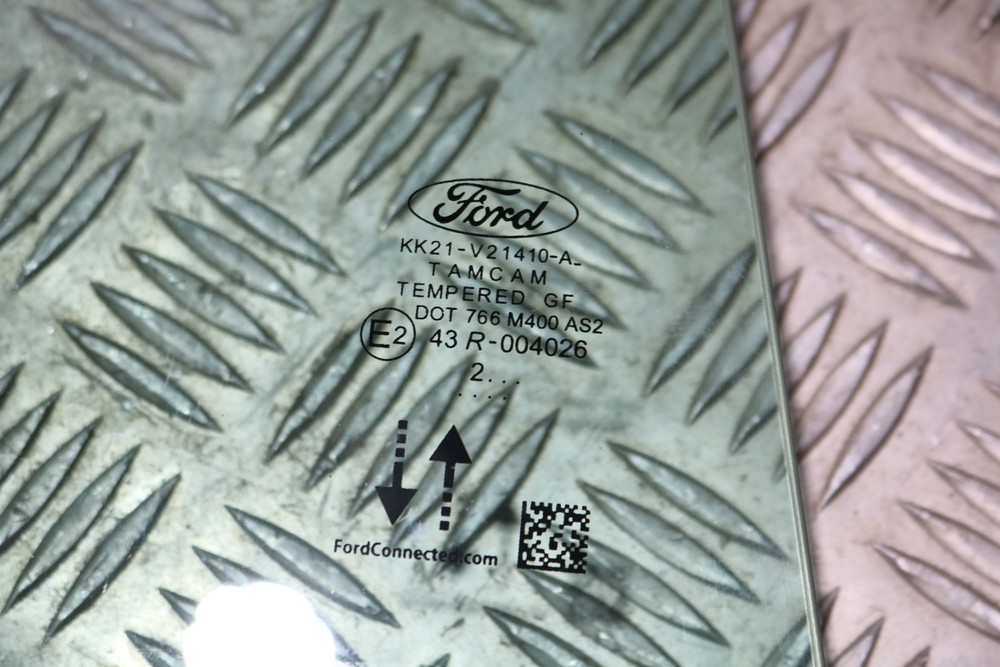 Ford
KK21-V21410-A-
TAMCAM
TEMPERED GF
DOT 766 M400 AS2
E2 43 R-004026
2...
....
FordConnected.com